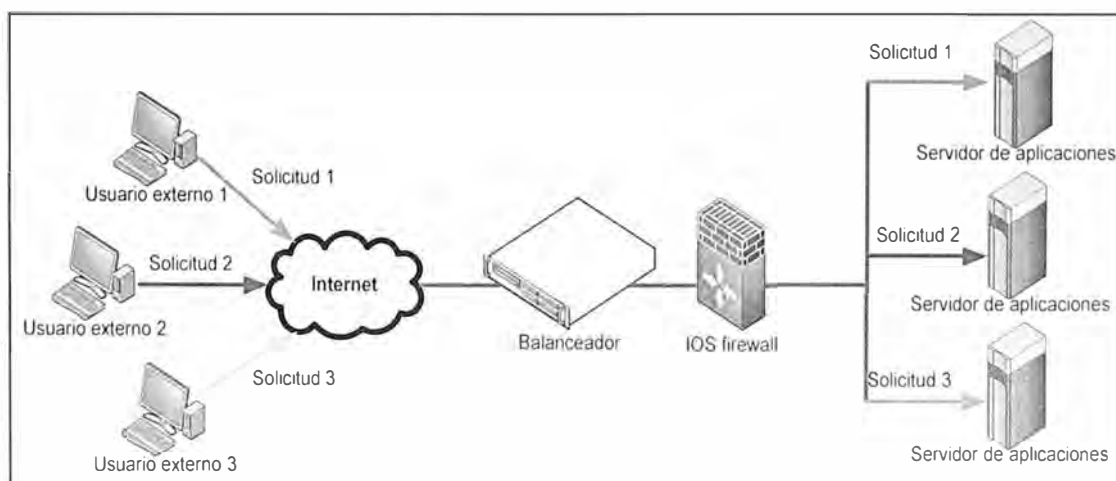 Solicitud 1
Servidor de aplicaciones
Solicitud 1
Usuario externo 1
Solicitud 2
Internet
Usuario externo 2
Balanceador
IOS firewall
Solicitud 2
Servidor de aplicaciones
Solicitud 3
Usuario externo 3
Solicitud 3
Servidor de aplicaciones